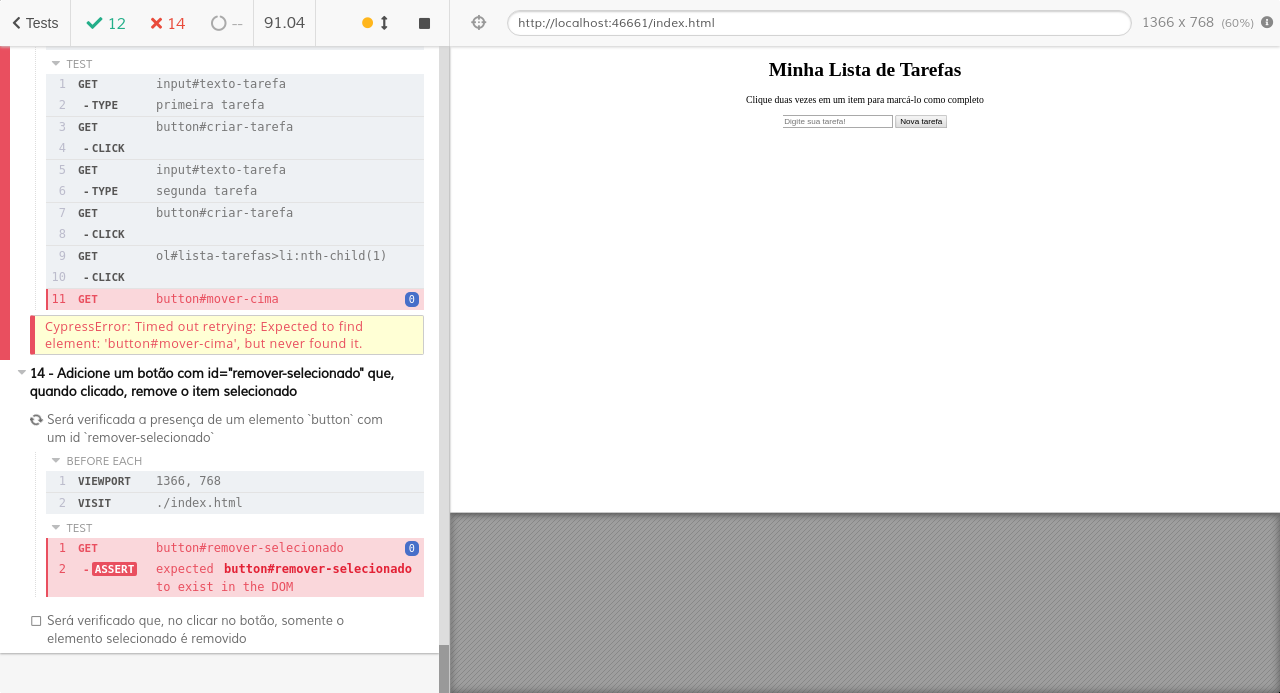 Tests 12 14 -- 91.04
http://localhost:46661/index.html 1366 x 768 (60%)
TEST
1 GET input#texto-tarefa
2 - TYPE primeira tarefa
3 GET button#criar-tarefa
4 - CLICK
5 GET input#texto-tarefa
6 - TYPE segunda tarefa
7 GET button#criar-tarefa
8 - CLICK
9 GET ol#lista-tarefas>li:nth-child(1)
10 - CLICK
11 GET button#mover-cima 0
CypressError: Timed out retrying: Expected to find
element: 'button#mover-cima', but never found it.
14 - Adicione um botão com id="remover-selecionado" que,
quando clicado, remove o item selecionado
Será verificada a presença de um elemento `button` com
um id `remover-selecionado`
BEFORE EACH
1 VIEWPORT 1366, 768
2 VISIT ./index.html
TEST
1 GET button#remover-selecionado 0
2 - ASSERT expected button#remover-selecionado
to exist in the DOM
Será verificado que, no clicar no botão, somente o
elemento selecionado é removido
Minha Lista de Tarefas
Clique duas vezes em um item para marcá-lo como completo
Digite sua tarefa! Nova tarefa